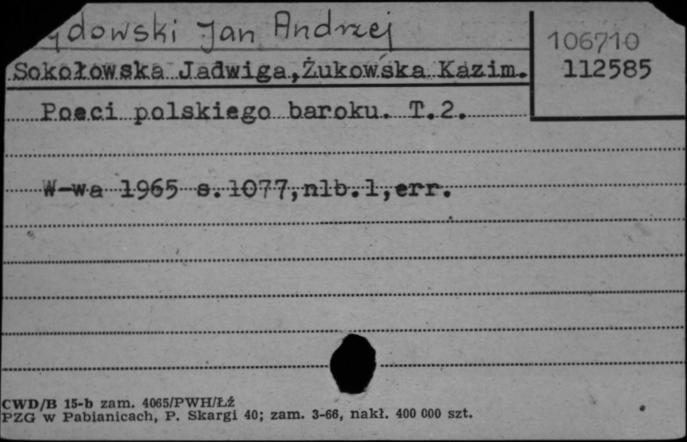 Jan Andrzej
106710
Sokołowska Jadwiga,Żukowska Kazim.
112585
Poeci polskiego baroku. T.2.
W-wa 1965 s.1077,nlb.1,err.
CWD/B 15-b zam. 4065/PWH/ŁŻ
PZG w Pabianicach, P. Skargi 40; zam. 3-66, nakł. 400 000 szt.